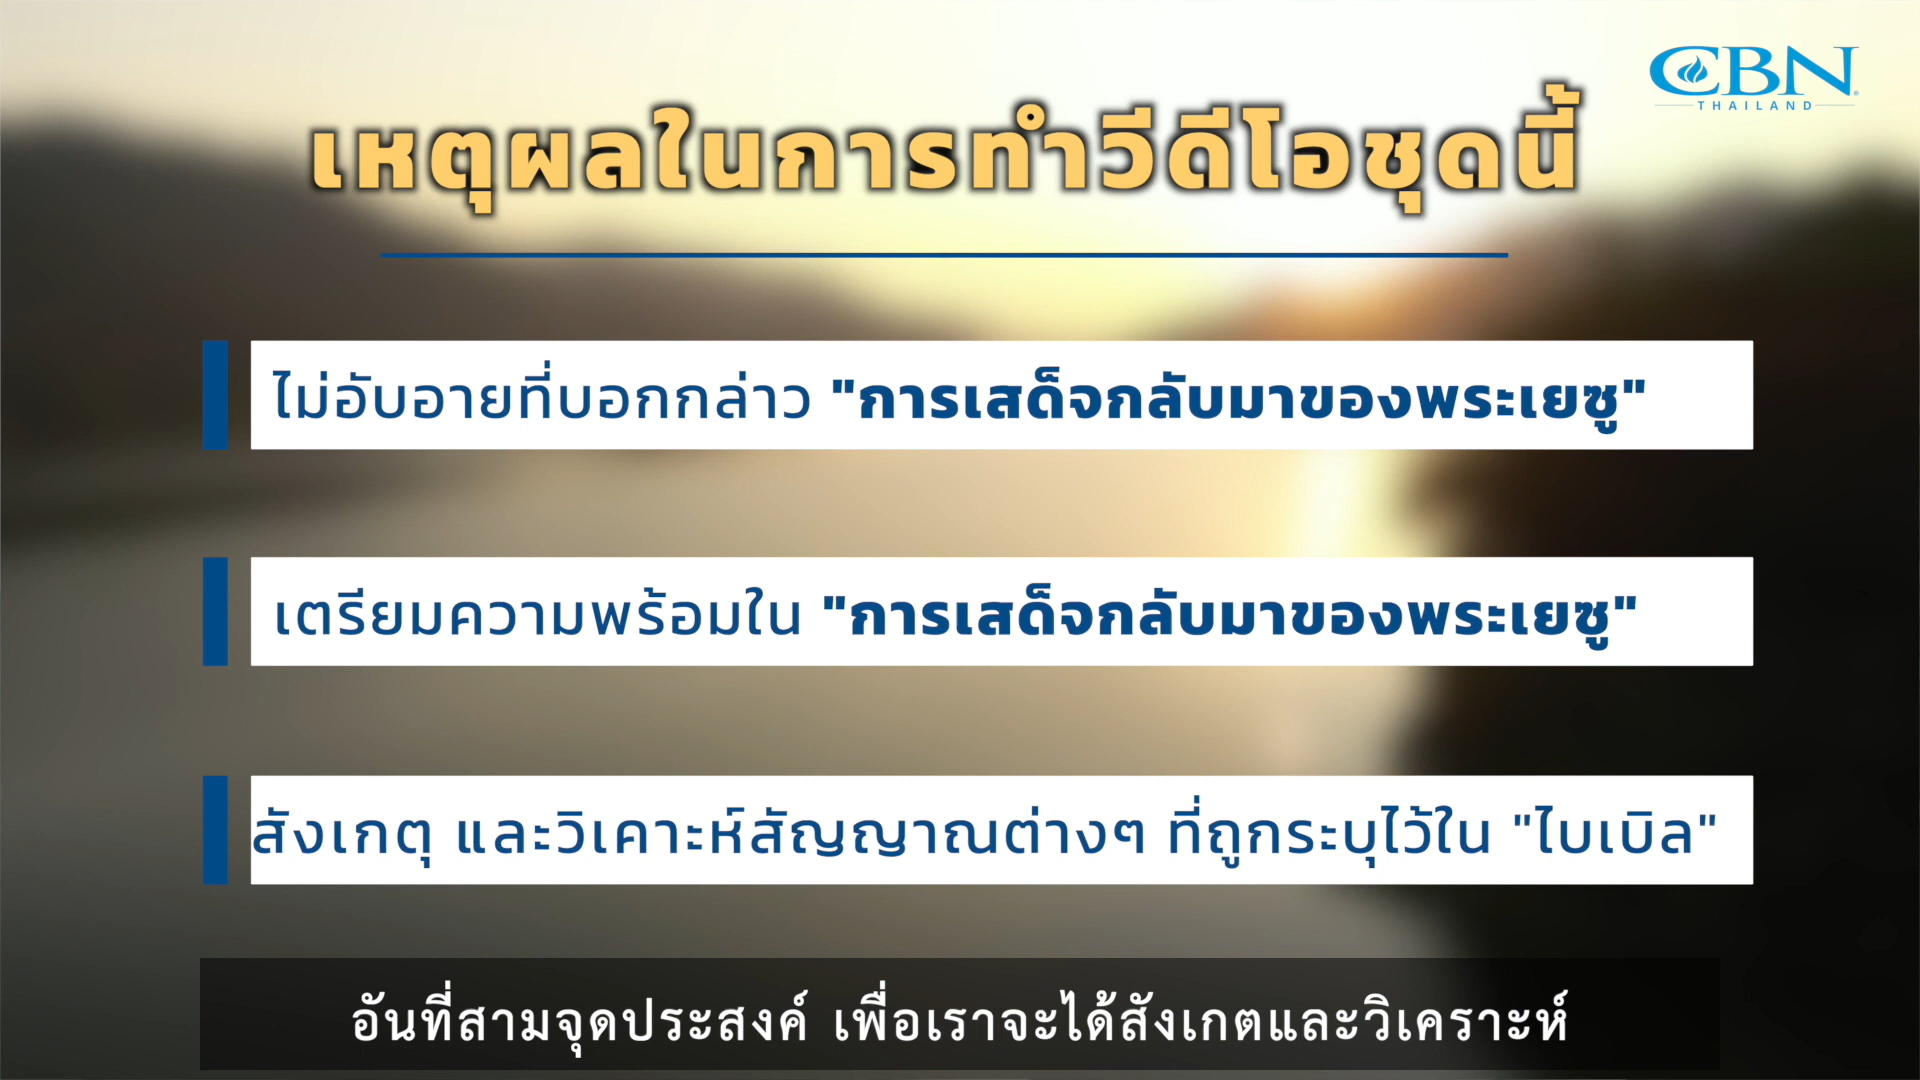 CBN
THAILAND
เหตุผลในการทำวีดีโอชุดนี้
ไม่อับอายที่บอกกล่าว "การเสด็จกลับมาของพระเยซู"
เตรียมความพร้อมใน "การเสด็จกลับมาของพระเยซู"
สังเกตุ และวิเคาะห์สัญญาณต่างๆ ที่ถูกระบุไว้ใน "ไบเบิล"
อันที่สามจุดประสงค์ เพื่อเราจะได้สังเกตและวิเคราะห์